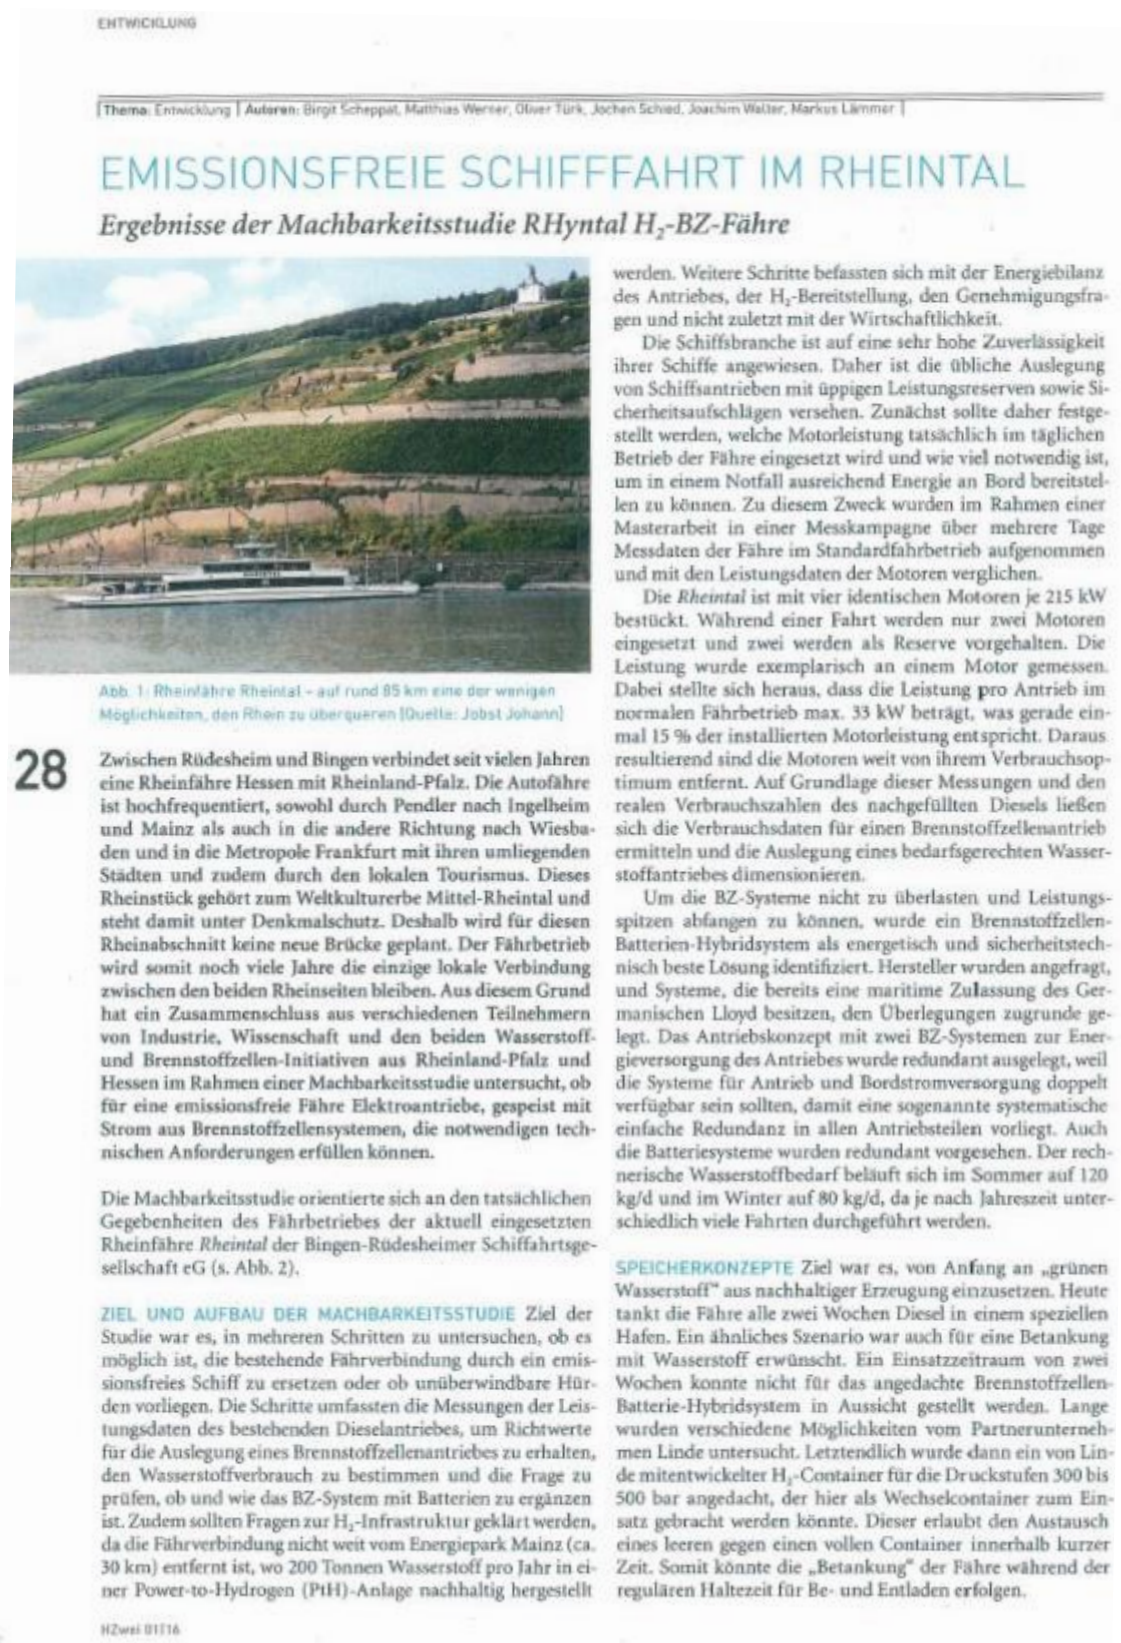 ENTWICKLUNG
Thema: Entwicklung | Autoren: Birgit Scheppat, Matthias Werner, Oliver Türk, Jochen Schied, Joachim Walter, Markus Lämmer |
EMISSIONSFREIE SCHIFFFAHRT IM RHEINTAL
Ergebnisse der Machbarkeitsstudie RHyntal H₂-BZ-Fähre
Abb. 1: Rheinfähre Rheintal – auf rund 85 km eine der wenigen
Möglichkeiten, den Rhein zu überqueren [Quelle: Jobst Johann]
28
Zwischen Rüdesheim und Bingen verbindet seit vielen Jahren
eine Rheinfähre Hessen mit Rheinland-Pfalz. Die Autofähre
ist hochfrequentiert, sowohl durch Pendler nach Ingelheim
und Mainz als auch in die andere Richtung nach Wiesba-
den und in die Metropole Frankfurt mit ihren umliegenden
Städten und zudem durch den lokalen Tourismus. Dieses
Rheinstück gehört zum Weltkulturerbe Mittel-Rheintal und
steht damit unter Denkmalschutz. Deshalb wird für diesen
Rheinabschnitt keine neue Brücke geplant. Der Fährbetrieb
wird somit noch viele Jahre die einzige lokale Verbindung
zwischen den beiden Rheinseiten bleiben. Aus diesem Grund
hat ein Zusammenschluss aus verschiedenen Teilnehmern
von Industrie, Wissenschaft und den beiden Wasserstoff-
und Brennstoffzellen-Initiativen aus Rheinland-Pfalz und
Hessen im Rahmen einer Machbarkeitsstudie untersucht, ob
für eine emissionsfreie Fähre Elektroantriebe, gespeist mit
Strom aus Brennstoffzellensystemen, die notwendigen tech-
nischen Anforderungen erfüllen können.
Die Machbarkeitsstudie orientierte sich an den tatsächlichen
Gegebenheiten des Fährbetriebes der aktuell eingesetzten
Rheinfähre Rheintal der Bingen-Rüdesheimer Schiffahrtsge-
sellschaft eG (s. Abb. 2).
ZIEL UND AUFBAU DER MACHBARKEITSSTUDIE Ziel der
Studie war es, in mehreren Schritten zu untersuchen, ob es
möglich ist, die bestehende Fährverbindung durch ein emis-
sionsfreies Schiff zu ersetzen oder ob unüberwindbare Hür-
den vorliegen. Die Schritte umfassten die Messungen der Leis-
tungsdaten des bestehenden Dieselantriebes, um Richtwerte
für die Auslegung eines Brennstoffzellenantriebes zu erhalten,
den Wasserstoffverbrauch zu bestimmen und die Frage zu
prüfen, ob und wie das BZ-System mit Batterien zu ergänzen
ist. Zudem sollten Fragen zur H₂-Infrastruktur geklärt werden,
da die Fährverbindung nicht weit vom Energiepark Mainz (ca.
30 km) entfernt ist, wo 200 Tonnen Wasserstoff pro Jahr in ei-
ner Power-to-Hydrogen (PtH)-Anlage nachhaltig hergestellt
werden. Weitere Schritte befassten sich mit der Energiebilanz
des Antriebes, der H₂-Bereitstellung, den Genehmigungsfra-
gen und nicht zuletzt mit der Wirtschaftlichkeit.
Die Schiffsbranche ist auf eine sehr hohe Zuverlässigkeit
ihrer Schiffe angewiesen. Daher ist die übliche Auslegung
von Schiffsantrieben mit üppigen Leistungsreserven sowie Si-
cherheitsaufschlägen versehen. Zunächst sollte daher festge-
stellt werden, welche Motorleistung tatsächlich im täglichen
Betrieb der Fähre eingesetzt wird und wie viel notwendig ist,
um in einem Notfall ausreichend Energie an Bord bereitstel-
len zu können. Zu diesem Zweck wurden im Rahmen einer
Masterarbeit in einer Messkampagne über mehrere Tage
Messdaten der Fähre im Standardfahrbetrieb aufgenommen
und mit den Leistungsdaten der Motoren verglichen.
Die Rheintal ist mit vier identischen Motoren je 215 kW
bestückt. Während einer Fahrt werden nur zwei Motoren
eingesetzt und zwei werden als Reserve vorgehalten. Die
Leistung wurde exemplarisch an einem Motor gemessen.
Dabei stellte sich heraus, dass die Leistung pro Antrieb im
normalen Fährbetrieb max. 33 kW beträgt, was gerade ein-
mal 15 % der installierten Motorleistung entspricht. Daraus
resultierend sind die Motoren weit von ihrem Verbrauchsop-
timum entfernt. Auf Grundlage dieser Messungen und den
realen Verbrauchszahlen des nachgefüllten Diesels ließen
sich die Verbrauchsdaten für einen Brennstoffzellenantrieb
ermitteln und die Auslegung eines bedarfsgerechten Wasser-
stoffantriebes dimensionieren.
Um die BZ-Systeme nicht zu überlasten und Leistungs-
spitzen abfangen zu können, wurde ein Brennstoffzellen-
Batterien-Hybridsystem als energetisch und sicherheitstech-
nisch beste Lösung identifiziert. Hersteller wurden angefragt,
und Systeme, die bereits eine maritime Zulassung des Ger-
manischen Lloyd besitzen, den Überlegungen zugrunde ge-
legt. Das Antriebskonzept mit zwei BZ-Systemen zur Ener-
gieversorgung des Antriebes wurde redundant ausgelegt, weil
die Systeme für Antrieb und Bordstromversorgung doppelt
verfügbar sein sollten, damit eine sogenannte systematische
einfache Redundanz in allen Antriebsteilen vorliegt. Auch
die Batteriesysteme wurden redundant vorgesehen. Der rech-
nerische Wasserstoffbedarf beläuft sich im Sommer auf 120
kg/d und im Winter auf 80 kg/d, da je nach Jahreszeit unter-
schiedlich viele Fahrten durchgeführt werden.
SPEICHERKONZEPTE Ziel war es, von Anfang an „grünen
Wasserstoff“ aus nachhaltiger Erzeugung einzusetzen. Heute
tankt die Fähre alle zwei Wochen Diesel in einem speziellen
Hafen. Ein ähnliches Szenario war auch für eine Betankung
mit Wasserstoff erwünscht. Ein Einsatzzeitraum von zwei
Wochen konnte nicht für das angedachte Brennstoffzellen-
Batterie-Hybridsystem in Aussicht gestellt werden. Lange
wurden verschiedene Möglichkeiten vom Partnerunterneh-
men Linde untersucht. Letztendlich wurde dann ein von Lin-
de mitentwickelter H₂-Container für die Druckstufen 300 bis
500 bar angedacht, der hier als Wechselcontainer zum Ein-
satz gebracht werden könnte. Dieser erlaubt den Austausch
eines leeren gegen einen vollen Container innerhalb kurzer
Zeit. Somit könnte die „Betankung“ der Fähre während der
regulären Haltezeit für Be- und Entladen erfolgen.
HZwei 01|16